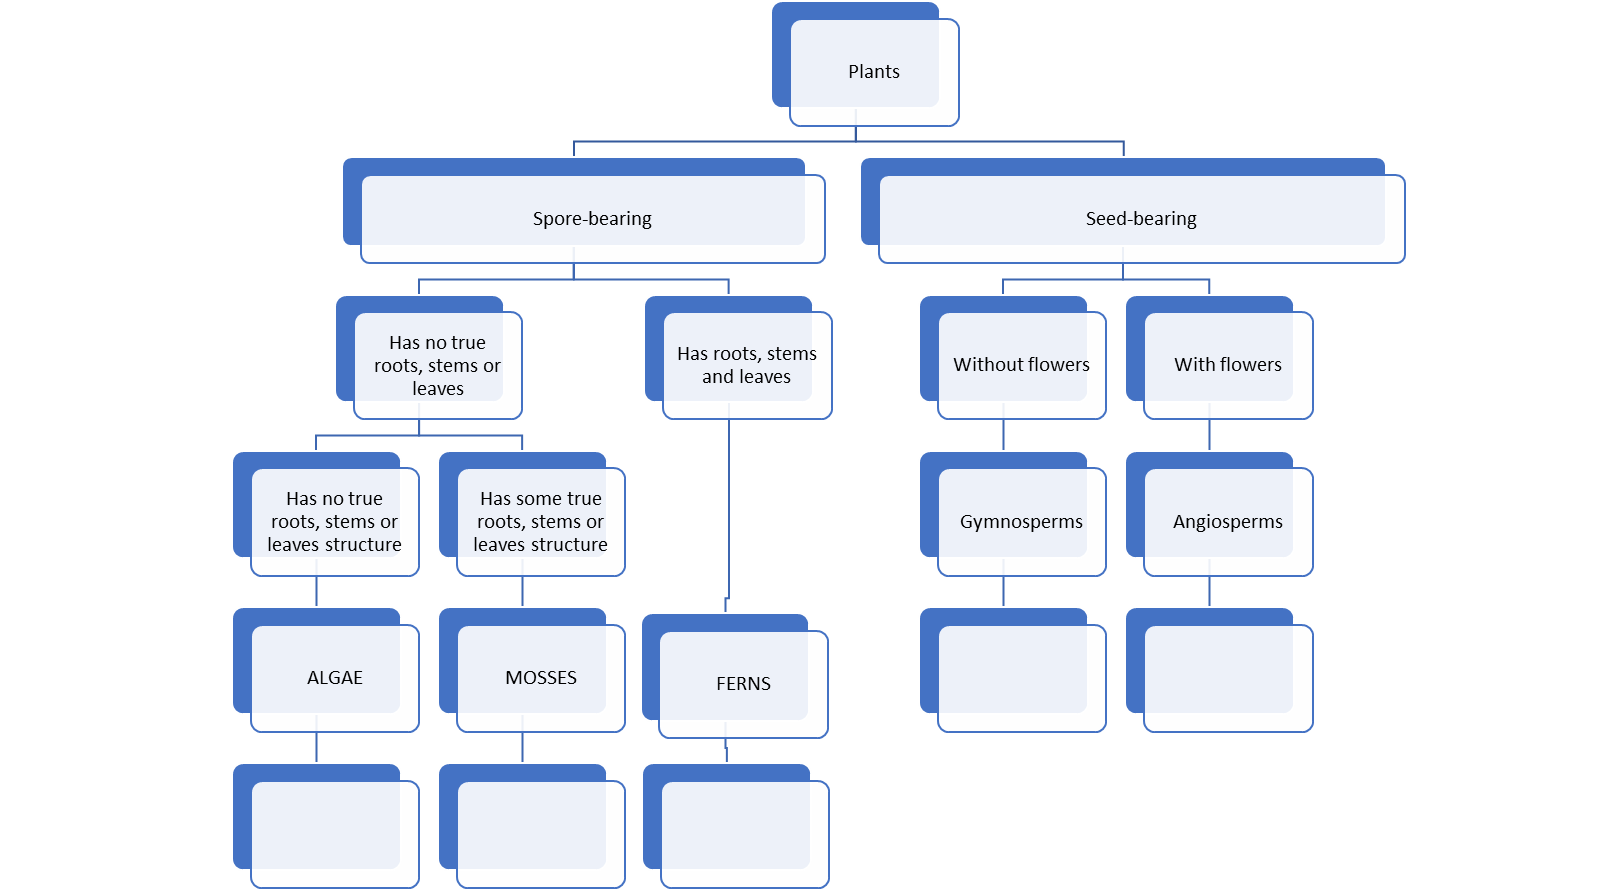 Plants
Spore-bearing
Seed-bearing
Has no true
roots, stems or
leaves
Has roots, stems
and leaves
Without flowers
With flowers
Has no true
roots, stems or
leaves structure
Has some true
roots, stems or
leaves structure
Gymnosperms
Angiosperms
ALGAE
MOSSES
FERNS